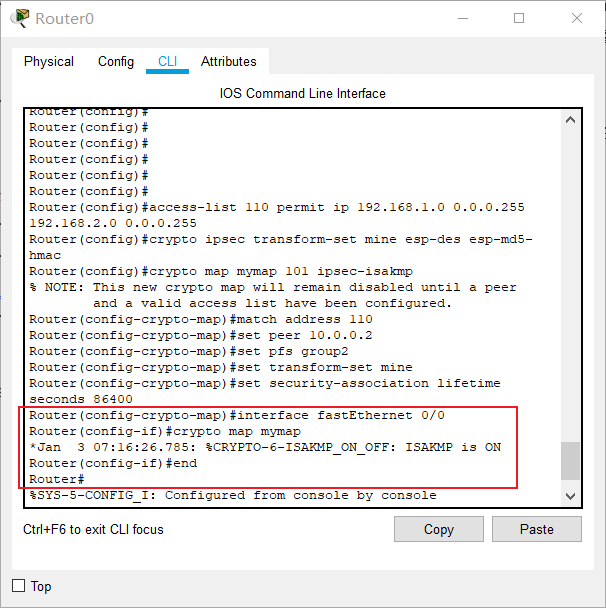 Router0
Physical Config CLI Attributes
IOS Command Line Interface
Router(config)#
Router(config)#
Router(config)#
Router(config)#
Router(config)#
Router(config)#
Router(config)#access-list 110 permit ip 192.168.1.0 0.0.0.255
192.168.2.0 0.0.0.255
Router(config)#crypto ipsec transform-set mine esp-des esp-md5-
hmac
Router(config)#crypto map mymap 101 ipsec-isakmp
% NOTE: This new crypto map will remain disabled until a peer
        and a valid access list have been configured.
Router(config-crypto-map)#match address 110
Router(config-crypto-map)#set peer 10.0.0.2
Router(config-crypto-map)#set pfs group2
Router(config-crypto-map)#set transform-set mine
Router(config-crypto-map)#set security-association lifetime
seconds 86400
Router(config-crypto-map)#interface fastEthernet 0/0
Router(config-if)#crypto map mymap
*Jan  3 07:16:26.785: %CRYPTO-6-ISAKMP_ON_OFF: ISAKMP is ON
Router(config-if)#end
Router#
%SYS-5-CONFIG_I: Configured from console by console
Ctrl+F6 to exit CLI focus
Copy Paste
Top